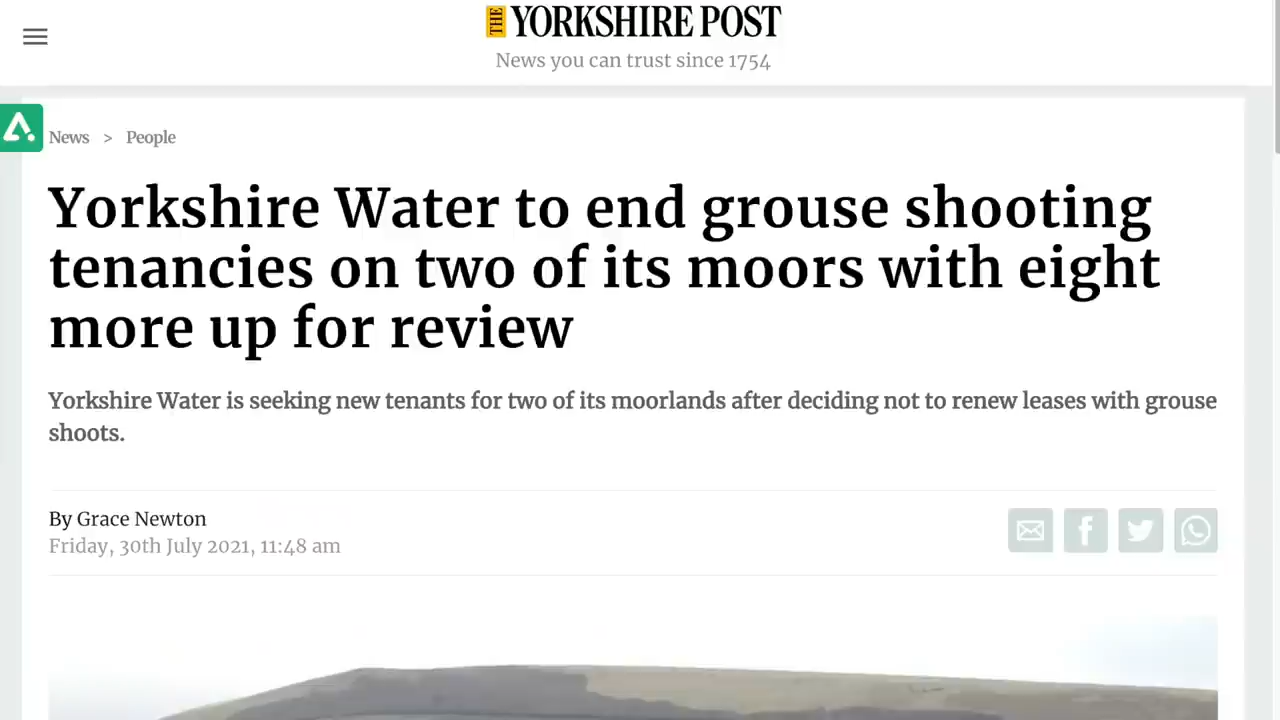 THE YORKSHIRE POST
News you can trust since 1754
News > People
Yorkshire Water to end grouse shooting
tenancies on two of its moors with eight
more up for review
Yorkshire Water is seeking new tenants for two of its moorlands after deciding not to renew leases with grouse
shoots.
By Grace Newton
Friday, 30th July 2021, 11:48 am